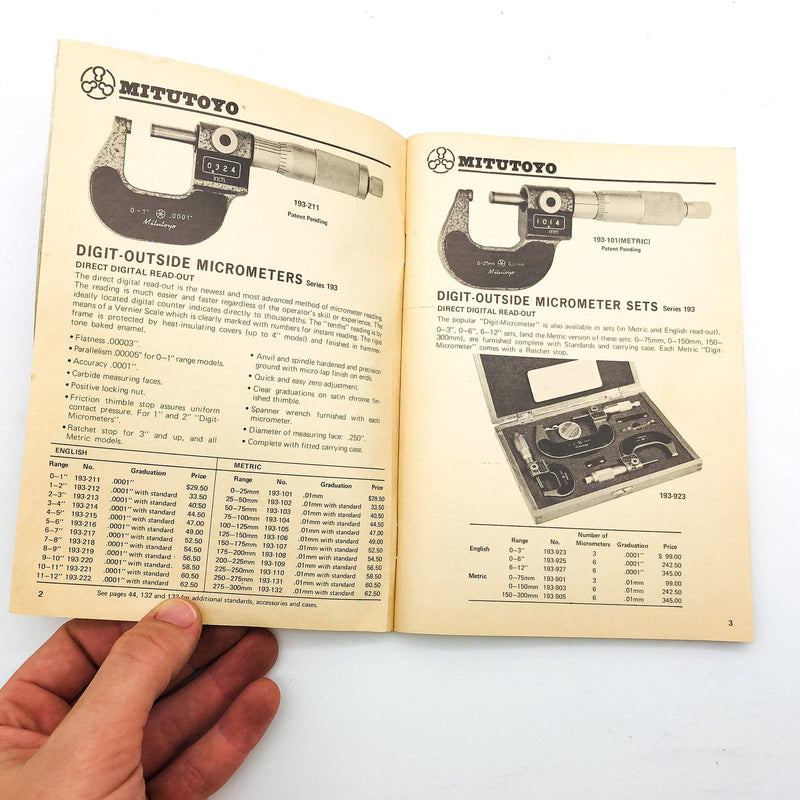 MITUTOYO
0324
inch
0-1" .0001"
Mitutoyo
193-211
Patent Pending
DIGIT-OUTSIDE MICROMETERS Series 193
DIRECT DIGITAL READ-OUT
The direct digital read-out is the newest and most advanced method of micrometer reading.
The reading is much easier and faster regardless of the operator's skill or experience. The
ideally located digital counter indicates directly to thousandths. The "tenths" reading is by
means of a Vernier Scale which is clearly marked with numbers for instant reading. The rigid
frame is protected by heat-insulating covers (up to 4" model) and finished in hammer-
tone baked enamel.
• Flatness .00003".
• Parallelism .00005" for 0-1" range models.
• Accuracy .0001".
• Carbide measuring faces.
• Positive locking nut.
• Friction thimble stop assures uniform
contact pressure. For 1" and 2" "Digit-
Micrometers".
• Ratchet stop for 3" and up, and all
Metric models.
• Anvil and spindle hardened and precision
ground with micro-lap finish on ends.
• Quick and easy zero adjustment.
• Clear graduations on satin chrome fin-
ished thimble.
• Spanner wrench furnished with each
micrometer.
• Diameter of measuring face: .250".
• Complete with fitted carrying case.
ENGLISH
Range No. Graduation Price
0-1" 193-211 .0001" $29.50
1-2" 193-212 .0001" with standard 33.50
2-3" 193-213 .0001" with standard 40.50
3-4" 193-214 .0001" with standard 44.50
4-5" 193-215 .0001" with standard 47.00
5-6" 193-216 .0001" with standard 49.00
6-7" 193-217 .0001" with standard 52.50
7-8" 193-218 .0001" with standard 54.50
8-9" 193-219 .0001" with standard 56.50
9-10" 193-220 .0001" with standard 58.50
10-11" 193-221 .0001" with standard 60.50
11-12" 193-222 .0001" with standard 62.50
METRIC
Range No. Graduation Price
0-25mm 193-101 .01mm $29.50
25-50mm 193-102 .01mm with standard 33.50
50-75mm 193-103 .01mm with standard 40.50
75-100mm 193-104 .01mm with standard 44.50
100-125mm 193-105 .01mm with standard 47.00
125-150mm 193-106 .01mm with standard 49.00
150-175mm 193-107 .01mm with standard 52.50
175-200mm 193-108 .01mm with standard 54.50
200-225mm 193-109 .01mm with standard 56.50
225-250mm 193-110 .01mm with standard 58.50
250-275mm 193-131 .01mm with standard 60.50
275-300mm 193-132 .01mm with standard 62.50
2
See pages 44, 132 and 133 for additional standards, accessories and cases.
MITUTOYO
1014
mm
0-25mm 0.01mm
Mitutoyo
193-101(METRIC)
Patent Pending
DIGIT-OUTSIDE MICROMETER SETS Series 193
DIRECT DIGITAL READ-OUT
The popular "Digit-Micrometer" is also available in sets (in Metric and English read-out).
0-3", 0-6", 6-12" sets, (and the Metric version of these sets: 0-75mm, 0-150mm, 150-
300mm), are furnished complete with Standards and carrying case. Each Metric "Digit-
Micrometer" comes with a Ratchet stop.
193-923
Range No. Number of Micrometers Graduation Price
English 0-3" 193-923 3 .0001" $ 99.00
0-6" 193-925 6 .0001" 242.50
6-12" 193-927 6 .0001" 345.00
Metric 0-75mm 193-901 3 .01mm 99.00
0-150mm 193-903 6 .01mm 242.50
150-300mm 193-905 6 .01mm 345.00
3